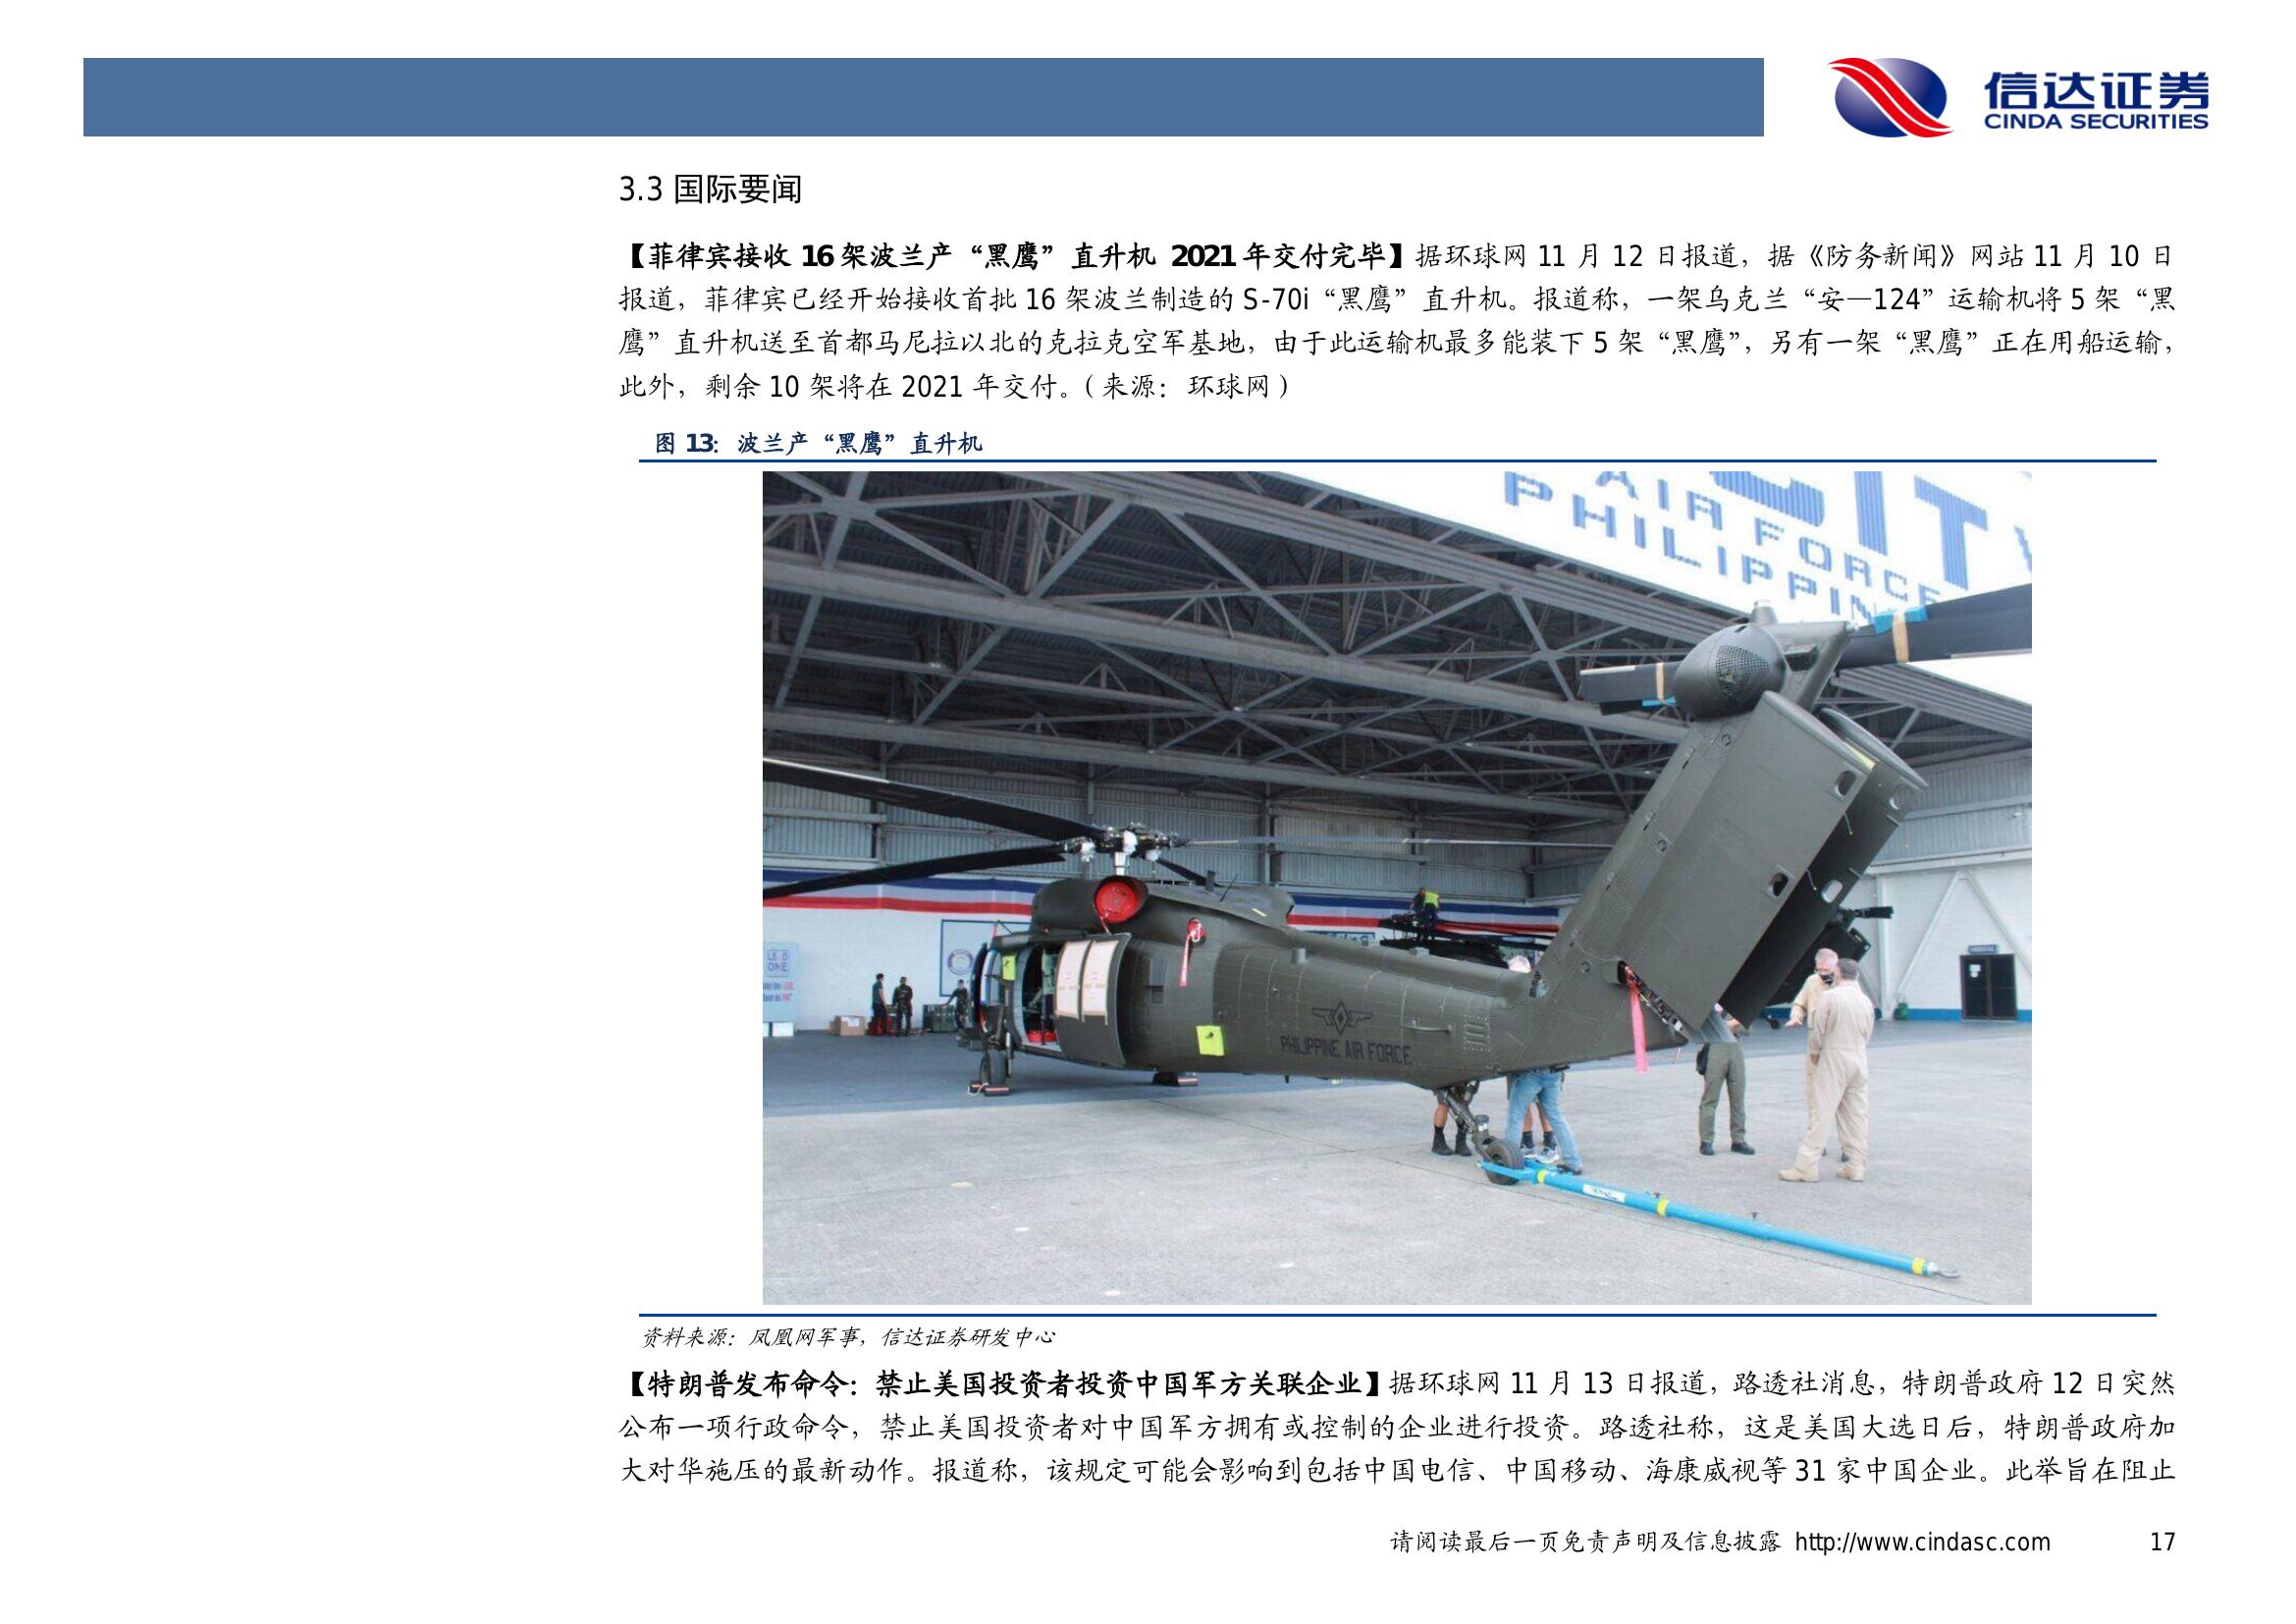 信达证券
CINDA SECURITIES
3.3 国际要闻
【菲律宾接收 16 架波兰产“黑鹰”直升机 2021 年交付完毕】据环球网 11 月 12 日报道，据《防务新闻》网站 11 月 10 日
报道，菲律宾已经开始接收首批 16 架波兰制造的 S-70i“黑鹰”直升机。报道称，一架乌克兰“安—124”运输机将 5 架“黑
鹰”直升机送至首都马尼拉以北的克拉克空军基地，由于此运输机最多能装下 5 架“黑鹰”，另有一架“黑鹰”正在用船运输，
此外，剩余 10 架将在 2021 年交付。（来源：环球网）
图 13：波兰产“黑鹰”直升机
AIR FORCE
PHILIPPIN
PHILIPPINE AIR FORCE
资料来源：凤凰网军事，信达证券研发中心
【特朗普发布命令：禁止美国投资者投资中国军方关联企业】据环球网 11 月 13 日报道，路透社消息，特朗普政府 12 日突然
公布一项行政命令，禁止美国投资者对中国军方拥有或控制的企业进行投资。路透社称，这是美国大选日后，特朗普政府加
大对华施压的最新动作。报道称，该规定可能会影响到包括中国电信、中国移动、海康威视等 31 家中国企业。此举旨在阻止
请阅读最后一页免责声明及信息披露 http://www.cindasc.com 17